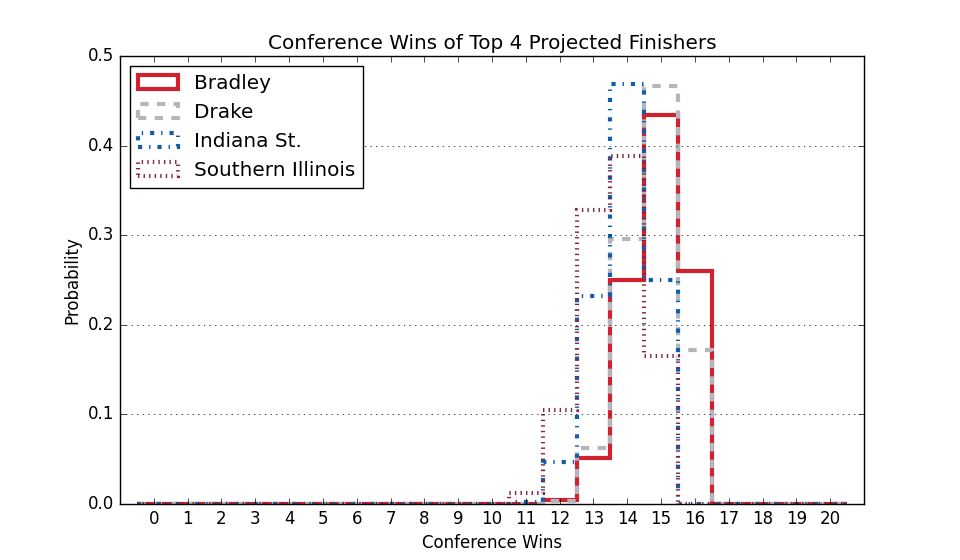 Conference Wins of Top 4 Projected Finishers
0.5
0.4
0.3
0.2
0.1
0.0
Probability
Bradley
Drake
Indiana St.
Southern Illinois
0 1 2 3 4 5 6 7 8 9 10 11 12 13 14 15 16 17 18 19 20
Conference Wins